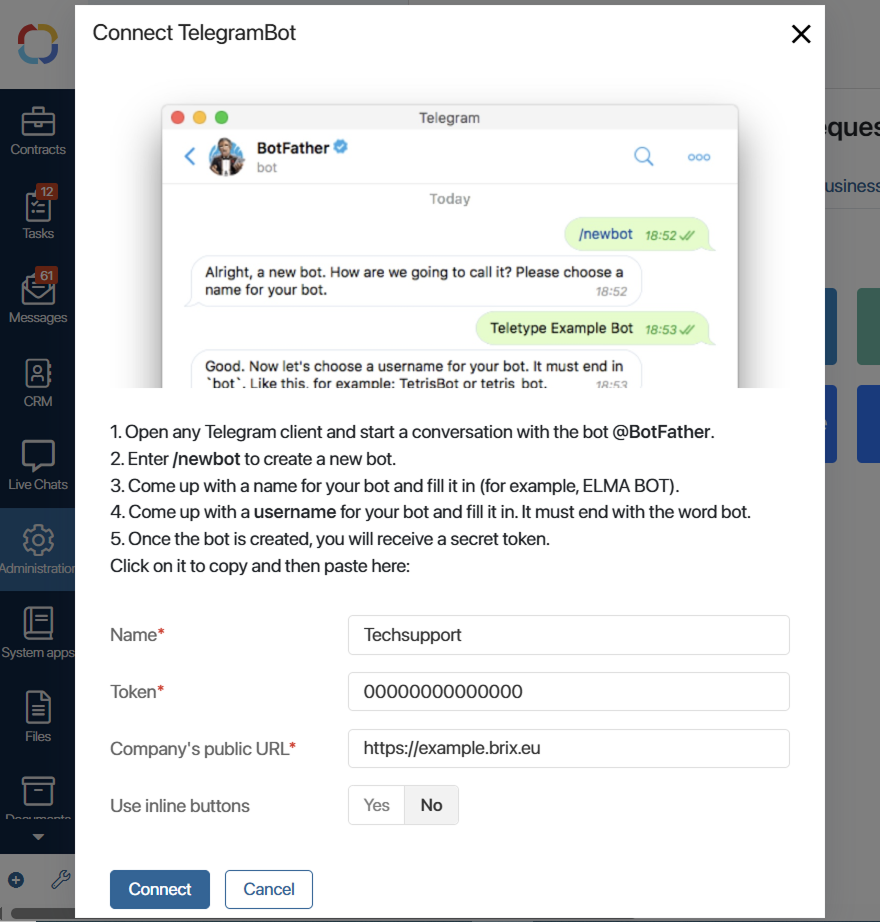 Connect TelegramBot
Contracts
12
Tasks
61
Messages
CRM
Live Chats
Administration
System apps
Files
Telegram
BotFather
bot
Today
/newbot 18:52
Alright, a new bot. How are we going to call it? Please choose a
name for your bot. 18:52
Teletype Example Bot 18:53
Good. Now let's choose a username for your bot. It must end in
`bot`. Like this, for example: TetrisBot or tetris_bot. 18:53
1. Open any Telegram client and start a conversation with the bot @BotFather.
2. Enter /newbot to create a new bot.
3. Come up with a name for your bot and fill it in (for example, ELMA BOT).
4. Come up with a username for your bot and fill it in. It must end with the word bot.
5. Once the bot is created, you will receive a secret token.
Click on it to copy and then paste here:
Name* Techsupport
Token* 00000000000000
Company's public URL* https://example.brix.eu
Use inline buttons Yes No
Connect Cancel